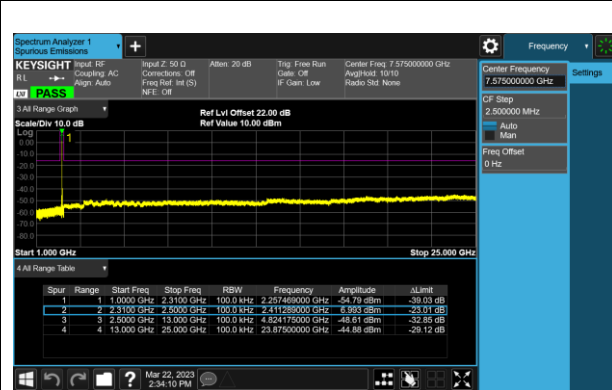 Spectrum Analyzer 1
Spurious Emissions
Frequency
KEYSIGHT
Input: RF
Coupling: AC
Align: Auto
Input Z: 50 Ω
Corrections: Off
Freq Ref: Int (S)
NFE: Off
Atten: 20 dB
Trig: Free Run
Gate: Off
IF Gain: Low
Center Freq: 7.575000000 GHz
Avg|Hold: 10/10
Radio Std: None
R L
LXI
PASS
Center Frequency
7.575000000 GHz
Settings
CF Step
2.500000 MHz
Auto
Man
Freq Offset
0 Hz
3 All Range Graph
Ref Lvl Offset 22.00 dB
Scale/Div 10.0 dB
Ref Value 10.00 dBm
Log
1
0.00
-10.0
-20.0
-30.0
-40.0
-50.0
-60.0
-70.0
-80.0
Start 1.000 GHz
Stop 25.000 GHz
4 All Range Table
Spur Range Start Freq Stop Freq RBW Frequency Amplitude ΔLimit
1 1 1.0000 GHz 2.3100 GHz 100.0 kHz 2.257469000 GHz -54.79 dBm -39.03 dB
2 2 2.3100 GHz 2.5000 GHz 100.0 kHz 2.411289000 GHz 6.993 dBm -23.01 dB
3 3 2.5000 GHz 13.000 GHz 100.0 kHz 4.824175000 GHz -48.61 dBm -32.85 dB
4 4 13.000 GHz 25.000 GHz 100.0 kHz 23.87500000 GHz -44.88 dBm -29.12 dB
?
Mar 22, 2023
2:34:10 PM